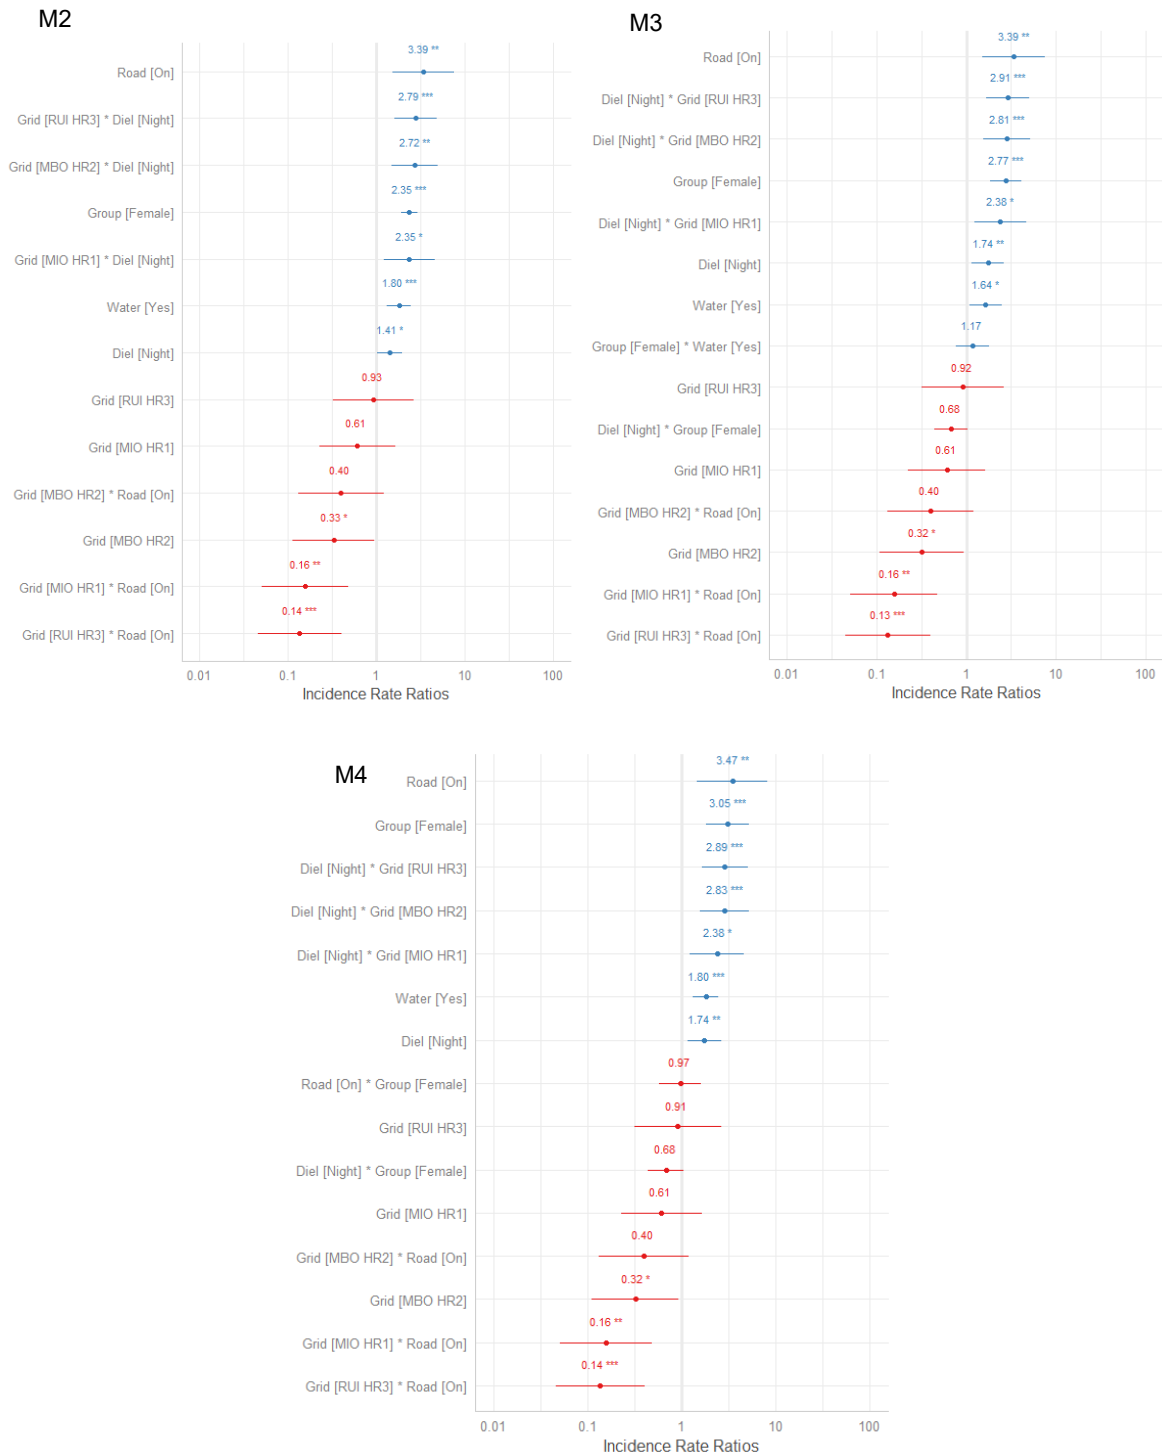 M2
3.39 **
Road [On]
2.79 ***
Grid [RUI HR3] * Diel [Night]
2.72 **
Grid [MBO HR2] * Diel [Night]
2.35 ***
Group [Female]
2.35 *
Grid [MIO HR1] * Diel [Night]
1.80 ***
Water [Yes]
1.41 *
Diel [Night]
0.93
Grid [RUI HR3]
0.61
Grid [MIO HR1]
0.40
Grid [MBO HR2] * Road [On]
0.33 *
Grid [MBO HR2]
0.16 **
Grid [MIO HR1] * Road [On]
0.14 ***
Grid [RUI HR3] * Road [On]
0.01 0.1 1 10 100
Incidence Rate Ratios
M3
3.39 **
Road [On]
2.91 ***
Diel [Night] * Grid [RUI HR3]
2.81 ***
Diel [Night] * Grid [MBO HR2]
2.77 ***
Group [Female]
2.38 *
Diel [Night] * Grid [MIO HR1]
1.74 **
Diel [Night]
1.64 *
Water [Yes]
1.17
Group [Female] * Water [Yes]
0.92
Grid [RUI HR3]
0.68
Diel [Night] * Group [Female]
0.61
Grid [MIO HR1]
0.40
Grid [MBO HR2] * Road [On]
0.32 *
Grid [MBO HR2]
0.16 **
Grid [MIO HR1] * Road [On]
0.13 ***
Grid [RUI HR3] * Road [On]
0.01 0.1 1 10 100
Incidence Rate Ratios
M4
3.47 **
Road [On]
3.05 ***
Group [Female]
2.89 ***
Diel [Night] * Grid [RUI HR3]
2.83 ***
Diel [Night] * Grid [MBO HR2]
2.38 *
Diel [Night] * Grid [MIO HR1]
1.80 ***
Water [Yes]
1.74 **
Diel [Night]
0.97
Road [On] * Group [Female]
0.91
Grid [RUI HR3]
0.68
Diel [Night] * Group [Female]
0.61
Grid [MIO HR1]
0.40
Grid [MBO HR2] * Road [On]
0.32 *
Grid [MBO HR2]
0.16 **
Grid [MIO HR1] * Road [On]
0.14 ***
Grid [RUI HR3] * Road [On]
0.01 0.1 1 10 100
Incidence Rate Ratios